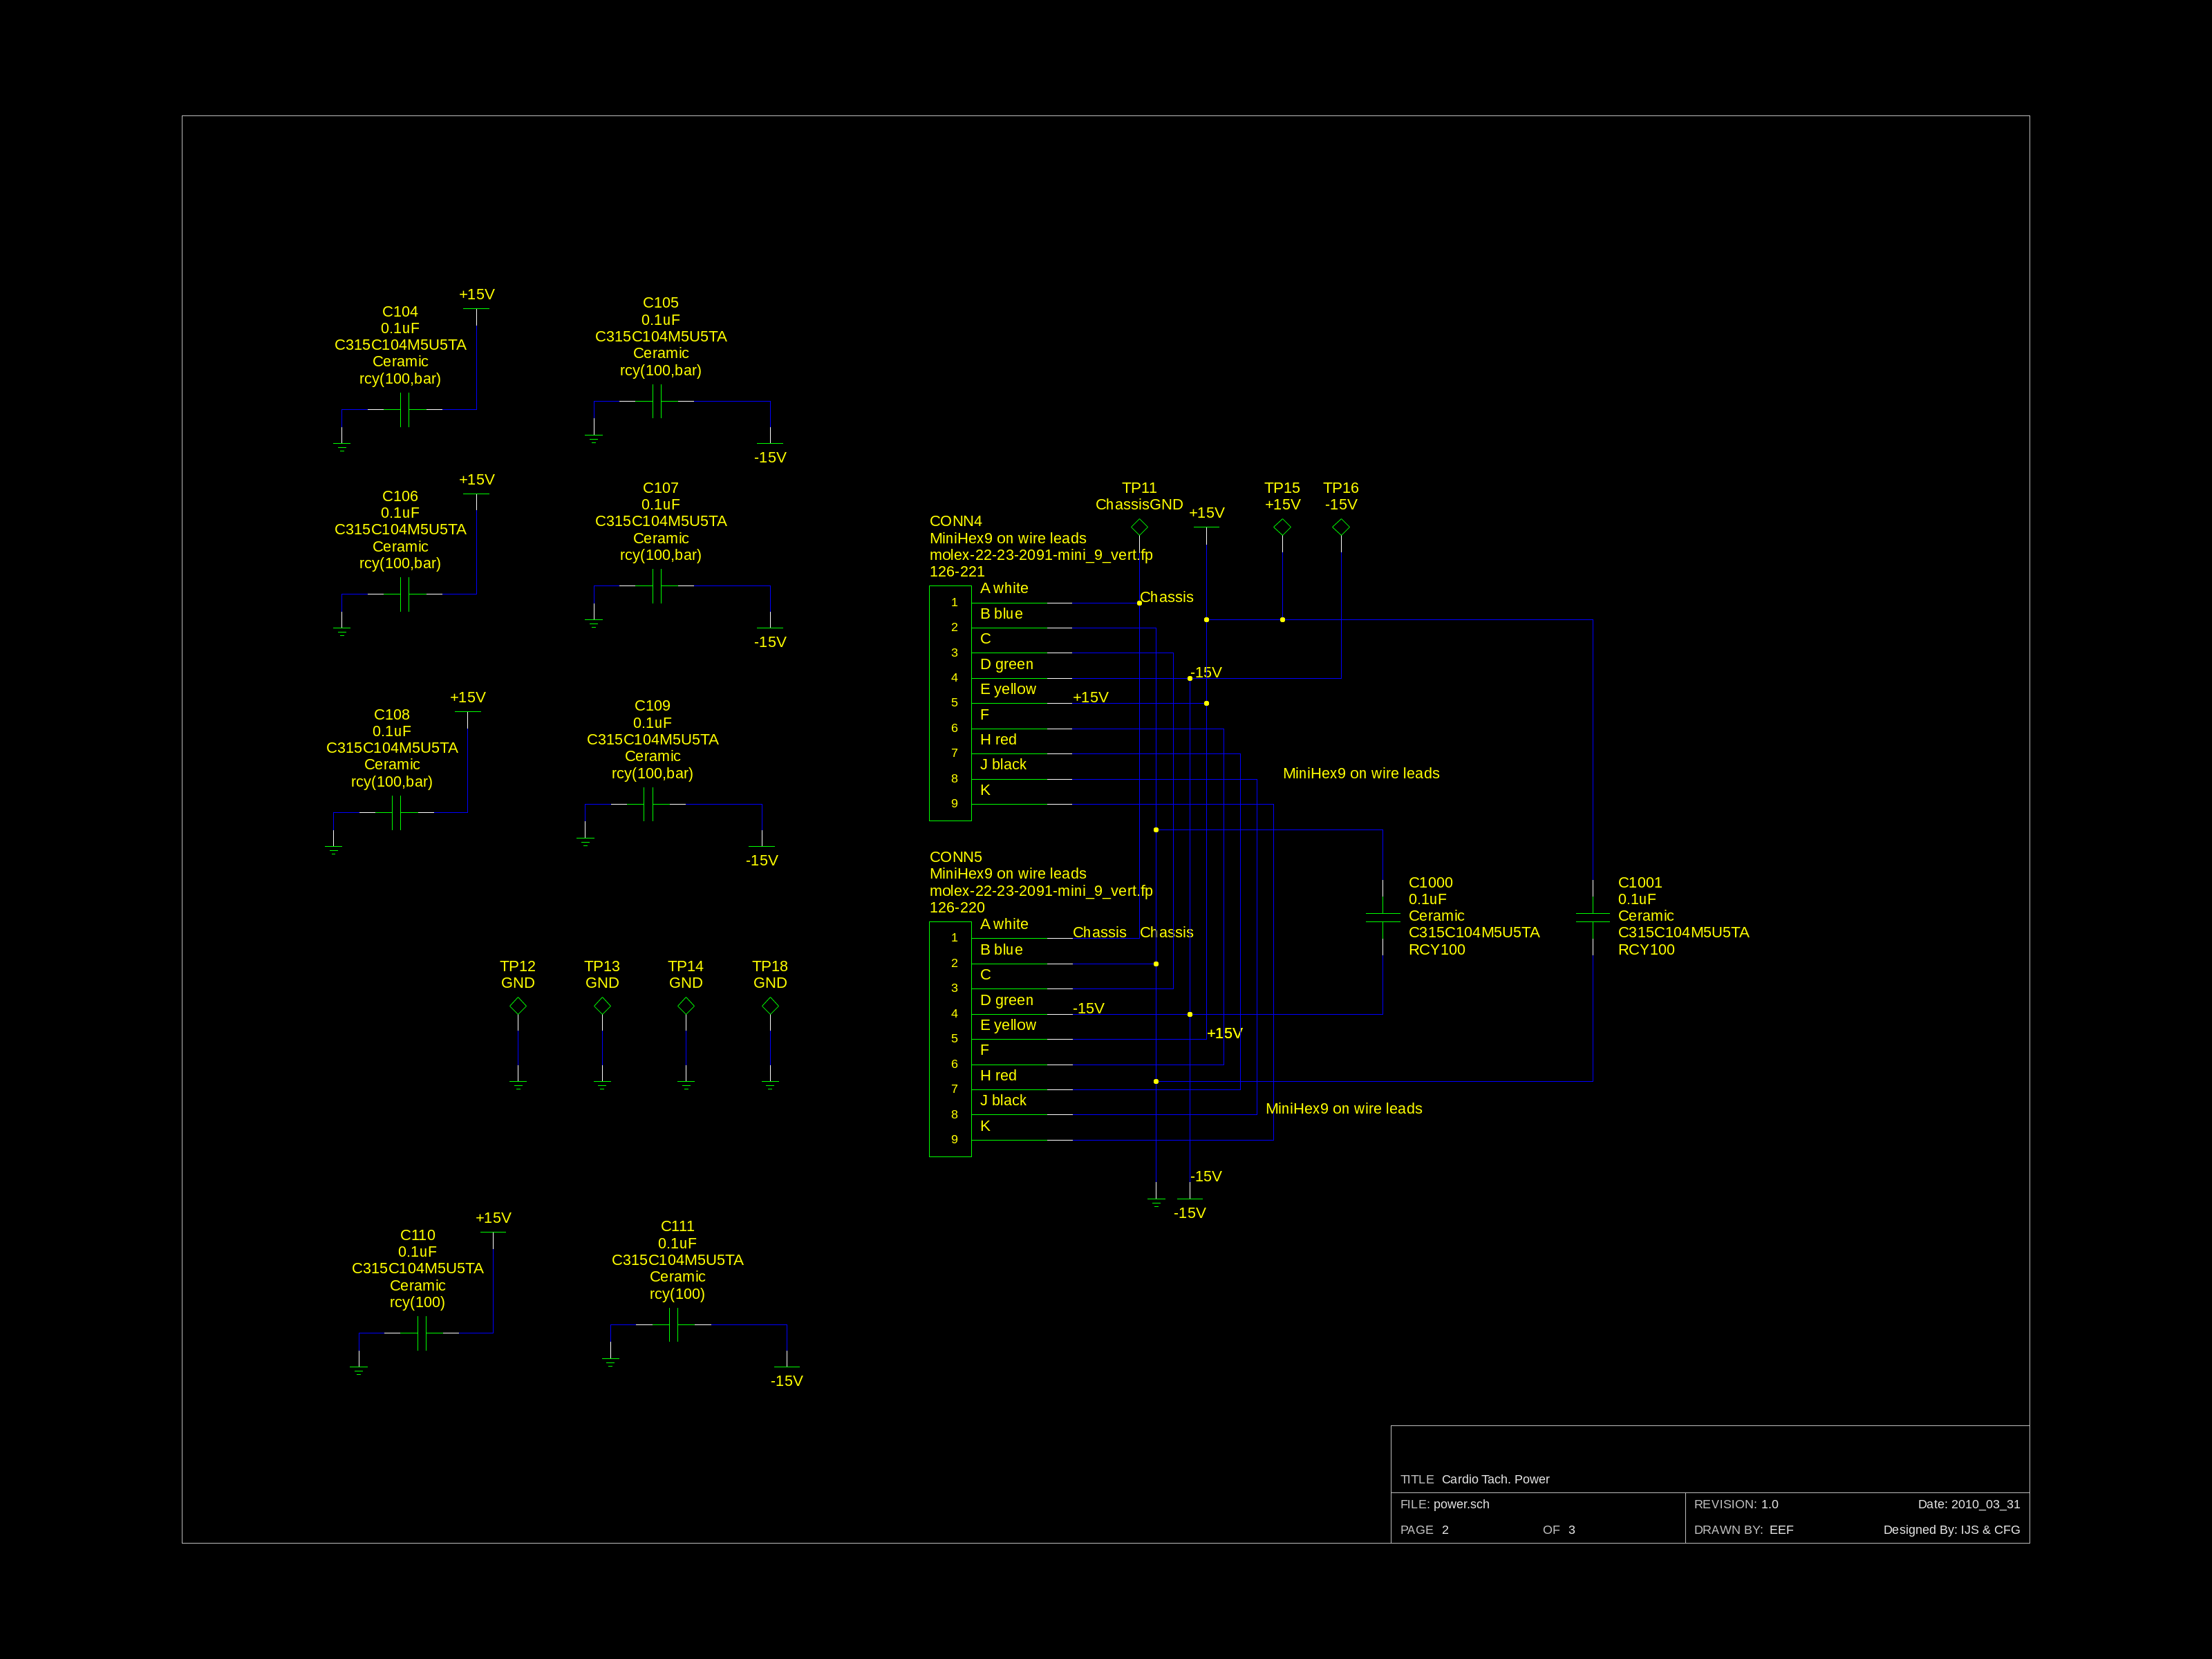 +15V
C104
0.1uF
C315C104M5U5TA
Ceramic
rcy(100,bar)
C105
0.1uF
C315C104M5U5TA
Ceramic
rcy(100,bar)
-15V
+15V
C106
0.1uF
C315C104M5U5TA
Ceramic
rcy(100,bar)
C107
0.1uF
C315C104M5U5TA
Ceramic
rcy(100,bar)
-15V
+15V
C108
0.1uF
C315C104M5U5TA
Ceramic
rcy(100,bar)
C109
0.1uF
C315C104M5U5TA
Ceramic
rcy(100,bar)
-15V
TP12
GND
TP13
GND
TP14
GND
TP18
GND
+15V
C110
0.1uF
C315C104M5U5TA
Ceramic
rcy(100)
C111
0.1uF
C315C104M5U5TA
Ceramic
rcy(100)
-15V
TP11
ChassisGND
+15V
TP15
+15V
TP16
-15V
CONN4
MiniHex9 on wire leads
molex-22-23-2091-mini_9_vert.fp
126-221
A white
1
Chassis
B blue
2
C
3
D green
4
-15V
E yellow
5
+15V
F
6
H red
7
J black
8
MiniHex9 on wire leads
K
9
CONN5
MiniHex9 on wire leads
molex-22-23-2091-mini_9_vert.fp
126-220
A white
1
Chassis
Chassis
B blue
2
C
3
D green
4
-15V
E yellow
5
+15V
F
6
H red
7
J black
8
MiniHex9 on wire leads
K
9
-15V
-15V
C1000
0.1uF
Ceramic
C315C104M5U5TA
RCY100
C1001
0.1uF
Ceramic
C315C104M5U5TA
RCY100
TITLE Cardio Tach. Power
FILE: power.sch
REVISION: 1.0
Date: 2010_03_31
PAGE 2 OF 3
DRAWN BY: EEF
Designed By: IJS & CFG